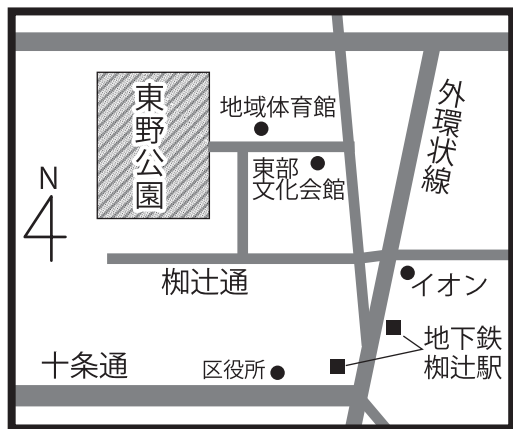 地域体育館
東野公園
外環状線
東部
文化会館
N
椥辻通
イオン
地下鉄
椥辻駅
十条通
区役所